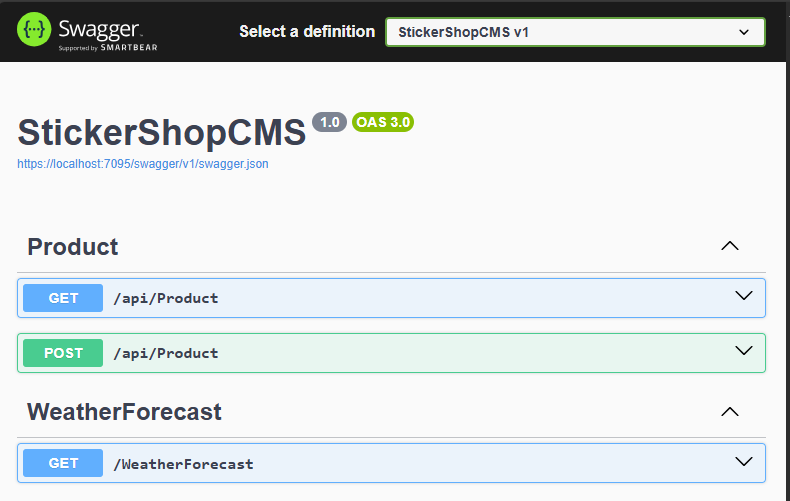 Swagger
Supported by SMARTBEAR
Select a definition
StickerShopCMS v1
StickerShopCMS 1.0 OAS 3.0
https://localhost:7095/swagger/v1/swagger.json
Product
GET /api/Product
POST /api/Product
WeatherForecast
GET /WeatherForecast